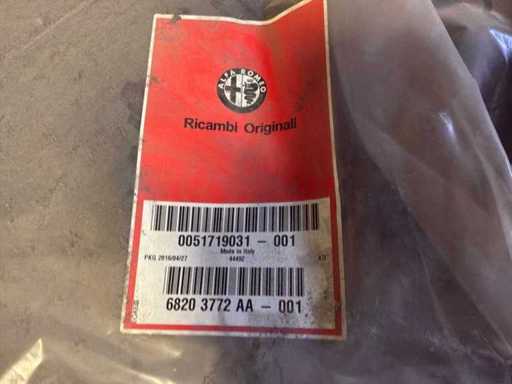 ALFA ROMEO
Ricambi Originali
0051719031 - 001
Made in Italy
PKG 2016/04/27 44492
6820 3772 AA - 001